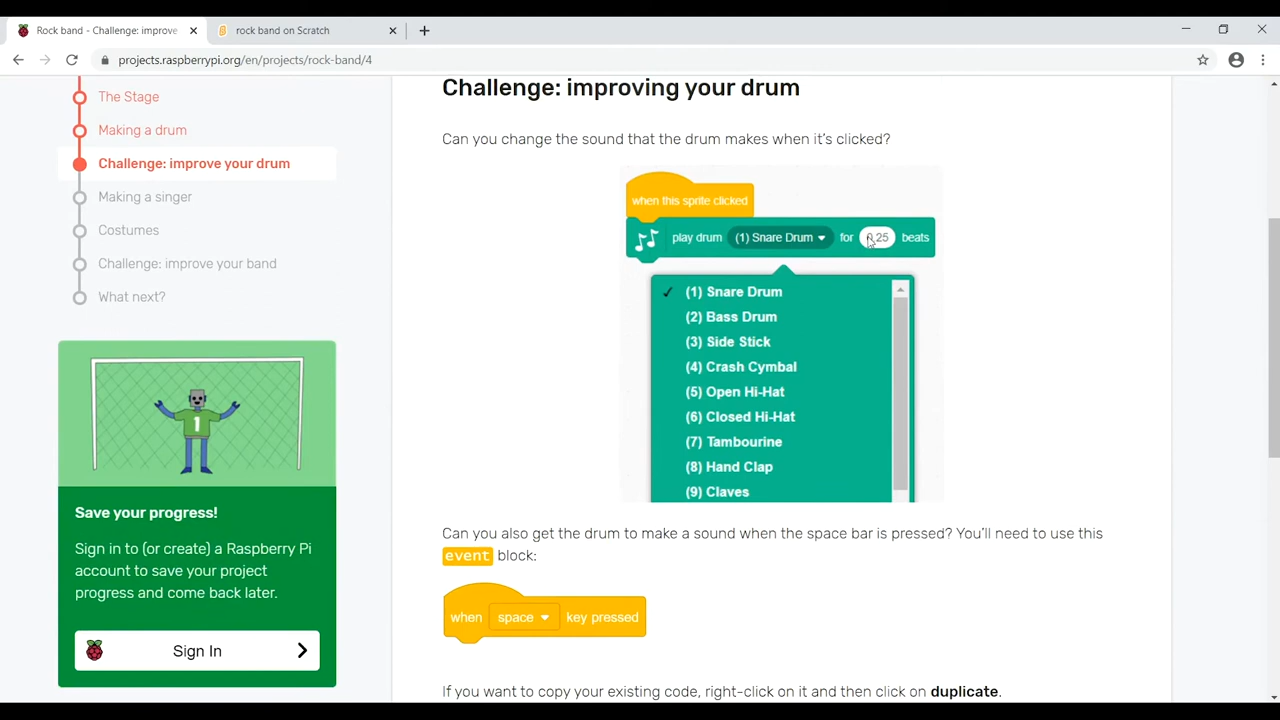 Rock band - Challenge: improve
rock band on Scratch
projects.raspberrypi.org/en/projects/rock-band/4
The Stage
Making a drum
Challenge: improve your drum
Making a singer
Costumes
Challenge: improve your band
What next?
1
Save your progress!
Sign in to (or create) a Raspberry Pi
account to save your project
progress and come back later.
Sign In
Challenge: improving your drum
Can you change the sound that the drum makes when it's clicked?
when this sprite clicked
play drum (1) Snare Drum for 0.25 beats
(1) Snare Drum
(2) Bass Drum
(3) Side Stick
(4) Crash Cymbal
(5) Open Hi-Hat
(6) Closed Hi-Hat
(7) Tambourine
(8) Hand Clap
(9) Claves
Can you also get the drum to make a sound when the space bar is pressed? You'll need to use this
event block:
when space key pressed
If you want to copy your existing code, right-click on it and then click on duplicate.